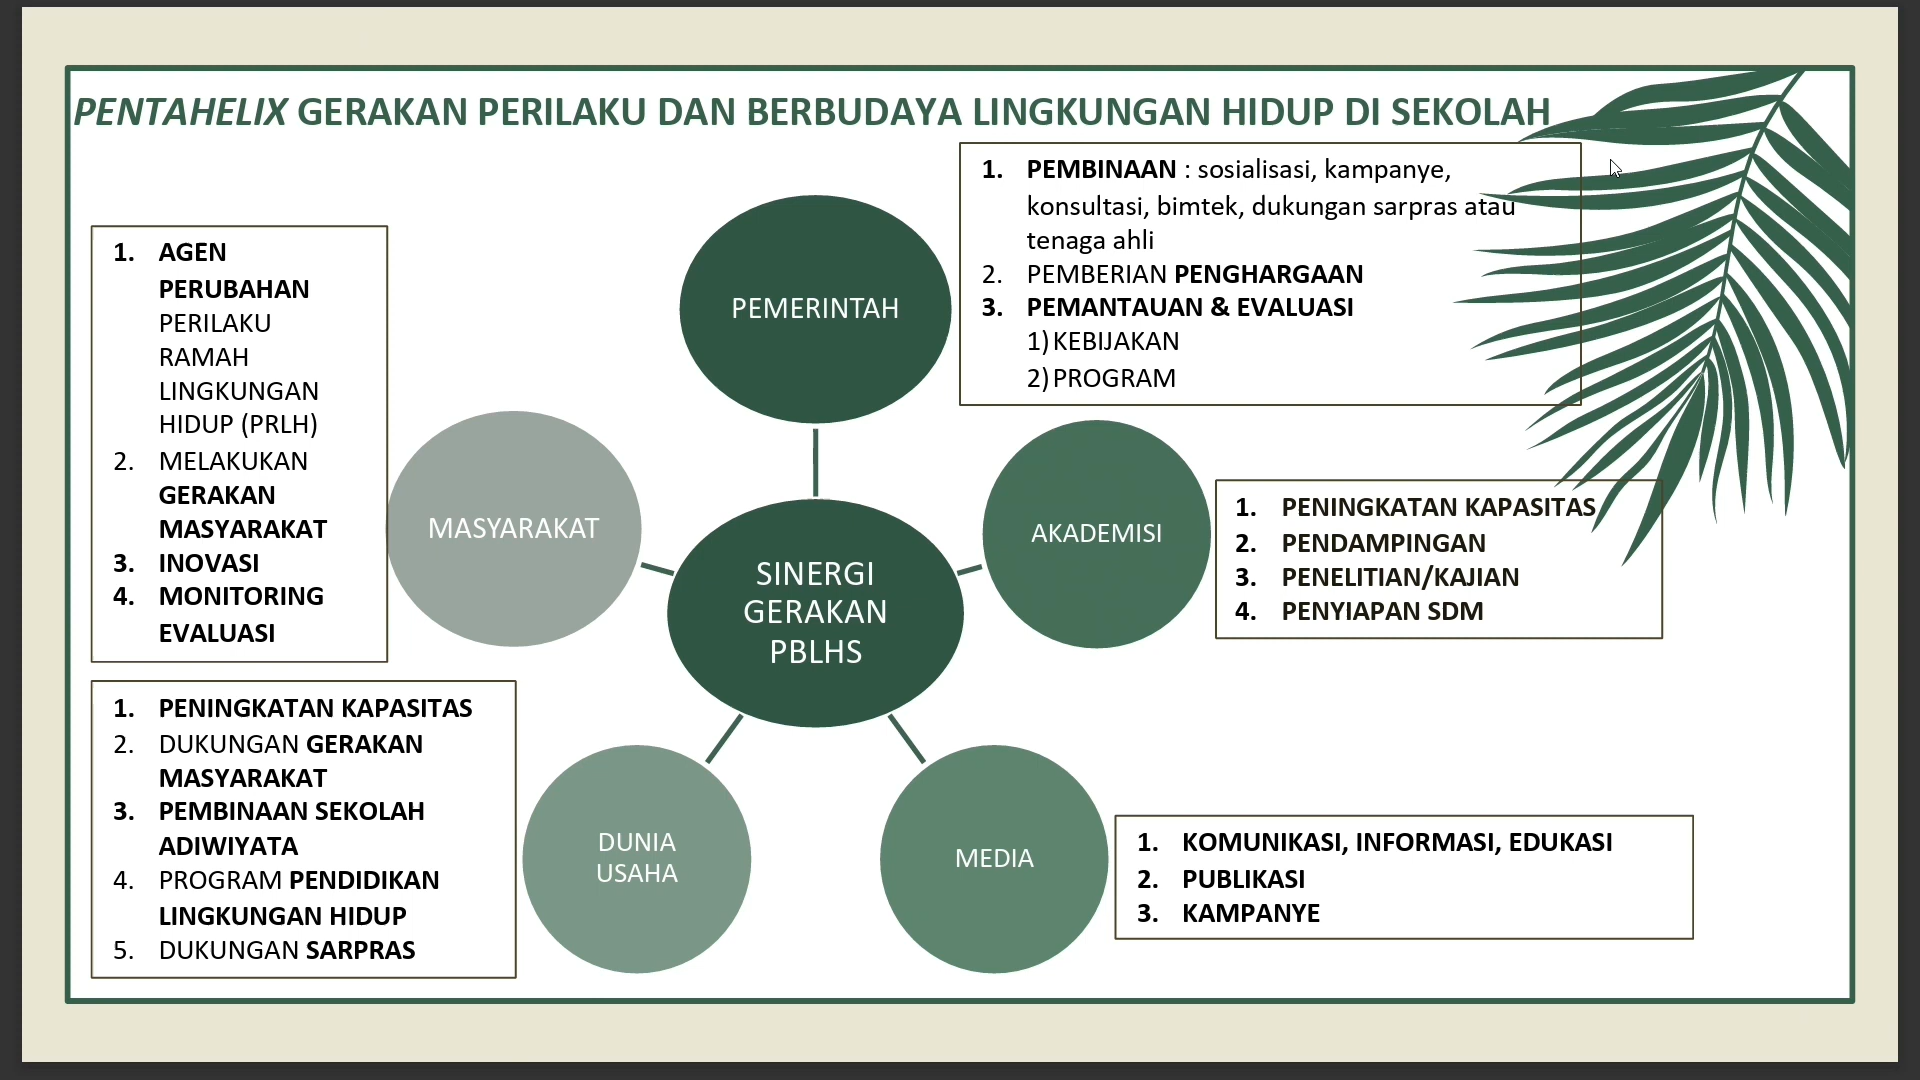 PENTAHELIX GERAKAN PERILAKU DAN BERBUDAYA LINGKUNGAN HIDUP DI SEKOLAH
1. PEMBINAAN : sosialisasi, kampanye,
konsultasi, bimtek, dukungan sarpras atau
tenaga ahli
2. PEMBERIAN PENGHARGAAN
3. PEMANTAUAN & EVALUASI
1) KEBIJAKAN
2) PROGRAM
PEMERINTAH
1. AGEN
PERUBAHAN
PERILAKU
RAMAH
LINGKUNGAN
HIDUP (PRLH)
2. MELAKUKAN
GERAKAN
MASYARAKAT
3. INOVASI
4. MONITORING
EVALUASI
MASYARAKAT
SINERGI
GERAKAN
PBLHS
AKADEMISI
1. PENINGKATAN KAPASITAS
2. PENDAMPINGAN
3. PENELITIAN/KAJIAN
4. PENYIAPAN SDM
1. PENINGKATAN KAPASITAS
2. DUKUNGAN GERAKAN
MASYARAKAT
3. PEMBINAAN SEKOLAH
ADIWIYATA
4. PROGRAM PENDIDIKAN
LINGKUNGAN HIDUP
5. DUKUNGAN SARPRAS
DUNIA
USAHA
MEDIA
1. KOMUNIKASI, INFORMASI, EDUKASI
2. PUBLIKASI
3. KAMPANYE